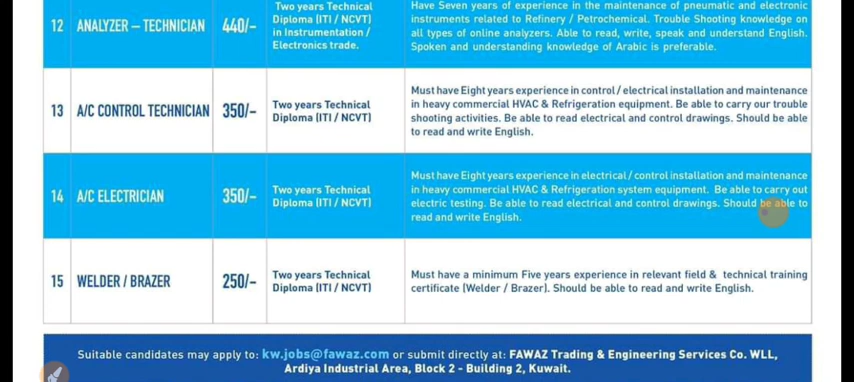 12
ANALYZER – TECHNICIAN
440/-
Two years Technical
Diploma (ITI / NCVT)
in Instrumentation /
Electronics trade.
Have Seven years of experience in the maintenance of pneumatic and electronic
instruments related to Refinery / Petrochemical. Trouble Shooting knowledge on
all types of online analyzers. Able to read, write, speak and understand English.
Spoken and understanding knowledge of Arabic is preferable.
13
A/C CONTROL TECHNICIAN
350/-
Two years Technical
Diploma (ITI / NCVT)
Must have Eight years experience in control / electrical installation and maintenance
in heavy commercial HVAC & Refrigeration equipment. Be able to carry our trouble
shooting activities. Be able to read electrical and control drawings. Should be able
to read and write English.
14
A/C ELECTRICIAN
350/-
Two years Technical
Diploma (ITI / NCVT)
Must have Eight years experience in electrical / control installation and maintenance
in heavy commercial HVAC & Refrigeration system equipment. Be able to carry out
electric testing. Be able to read electrical and control drawings. Should be able to
read and write English.
15
WELDER / BRAZER
250/-
Two years Technical
Diploma (ITI / NCVT)
Must have a minimum Five years experience in relevant field & technical training
certificate (Welder / Brazer). Should be able to read and write English.
Suitable candidates may apply to: kw.jobs@fawaz.com or submit directly at: FAWAZ Trading & Engineering Services Co. WLL,
Ardiya Industrial Area, Block 2 - Building 2, Kuwait.